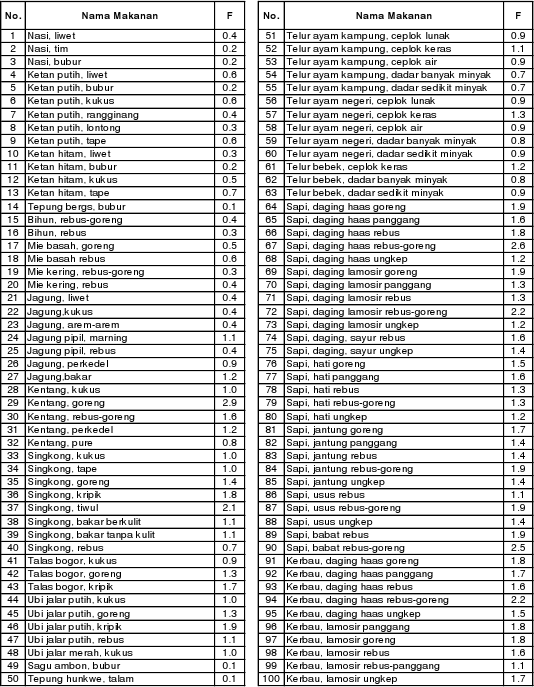 No. Nama Makanan F
1 Nasi, liwet 0.4
2 Nasi, tim 0.2
3 Nasi, bubur 0.2
4 Ketan putih, liwet 0.6
5 Ketan putih, bubur 0.2
6 Ketan putih, kukus 0.6
7 Ketan putih, rangginang 0.4
8 Ketan putih, lontong 0.3
9 Ketan putih, tape 0.6
10 Ketan hitam, liwet 0.3
11 Ketan hitam, bubur 0.2
12 Ketan hitam, kukus 0.5
13 Ketan hitam, tape 0.7
14 Tepung bergs, bubur 0.1
15 Bihun, rebus-goreng 0.4
16 Bihun, rebus 0.3
17 Mie basah, goreng 0.5
18 Mie basah rebus 0.6
19 Mie kering, rebus-goreng 0.3
20 Mie kering, rebus 0.4
21 Jagung, liwet 0.4
22 Jagung,kukus 0.4
23 Jagung, arem-arem 0.4
24 Jagung pipil, marning 1.1
25 Jagung pipil, rebus 0.4
26 Jagung, perkedel 0.9
27 Jagung,bakar 1.2
28 Kentang, kukus 1.0
29 Kentang, goreng 2.9
30 Kentang, rebus-goreng 1.6
31 Kentang, perkedel 1.2
32 Kentang, pure 0.8
33 Singkong, kukus 1.0
34 Singkong, tape 1.0
35 Singkong, goreng 1.4
36 Singkong, kripik 1.8
37 Singkong, tiwul 2.1
38 Singkong, bakar berkulit 1.1
39 Singkong, bakar tanpa kulit 1.1
40 Singkong, rebus 0.7
41 Talas bogor, kukus 0.9
42 Talas bogor, goreng 1.3
43 Talas bogor, kripik 1.7
44 Ubi jalar putih, kukus 1.0
45 Ubi jalar putih, goreng 1.3
46 Ubi jalar putih, kripik 1.9
47 Ubi jalar putih, rebus 1.1
48 Ubi jalar merah, kukus 1.0
49 Sagu ambon, bubur 0.1
50 Tepung hunkwe, talam 0.1
No. Nama Makanan F
51 Telur ayam kampung, ceplok lunak 0.9
52 Telur ayam kampung, ceplok keras 1.1
53 Telur ayam kampung, ceplok air 0.9
54 Telur ayam kampung, dadar banyak minyak 0.7
55 Telur ayam kampung, dadar sedikit minyak 0.7
56 Telur ayam negeri, ceplok lunak 0.9
57 Telur ayam negeri, ceplok keras 1.3
58 Telur ayam negeri, ceplok air 0.9
59 Telur ayam negeri, dadar banyak minyak 0.8
60 Telur ayam negeri, dadar sedikit minyak 0.9
61 Telur bebek, ceplok keras 1.2
62 Telur bebek, dadar banyak minyak 0.8
63 Telur bebek, dadar sedikit minyak 0.9
64 Sapi, daging haas goreng 1.9
65 Sapi, daging haas panggang 1.6
66 Sapi, daging haas rebus 1.8
67 Sapi, daging haas rebus-goreng 2.6
68 Sapi, daging haas ungkep 1.2
69 Sapi, daging lamosir goreng 1.9
70 Sapi, daging lamosir panggang 1.3
71 Sapi, daging lamosir rebus 1.3
72 Sapi, daging lamosir rebus-goreng 2.2
73 Sapi, daging lamosir ungkep 1.2
74 Sapi, daging, sayur rebus 1.6
75 Sapi, daging, sayur ungkep 1.4
76 Sapi, hati goreng 1.5
77 Sapi, hati panggang 1.6
78 Sapi, hati rebus 1.3
79 Sapi, hati rebus-goreng 1.3
80 Sapi, hati ungkep 1.2
81 Sapi, jantung goreng 1.7
82 Sapi, jantung panggang 1.4
83 Sapi, jantung rebus 1.4
84 Sapi, jantung rebus-goreng 1.9
85 Sapi, jantung ungkep 1.4
86 Sapi, usus rebus 1.1
87 Sapi, usus rebus-goreng 1.9
88 Sapi, usus ungkep 1.4
89 Sapi, babat rebus 1.9
90 Sapi, babat rebus-goreng 2.5
91 Kerbau, daging haas goreng 1.8
92 Kerbau, daging haas panggang 1.7
93 Kerbau, daging haas rebus 1.6
94 Kerbau, daging haas rebus-goreng 2.2
95 Kerbau, daging haas ungkep 1.5
96 Kerbau, lamosir panggang 1.8
97 Kerbau, lamosir goreng 1.8
98 Kerbau, lamosir rebus 1.6
99 Kerbau, lamosir rebus-panggang 1.1
100 Kerbau, lamosir ungkep 1.7